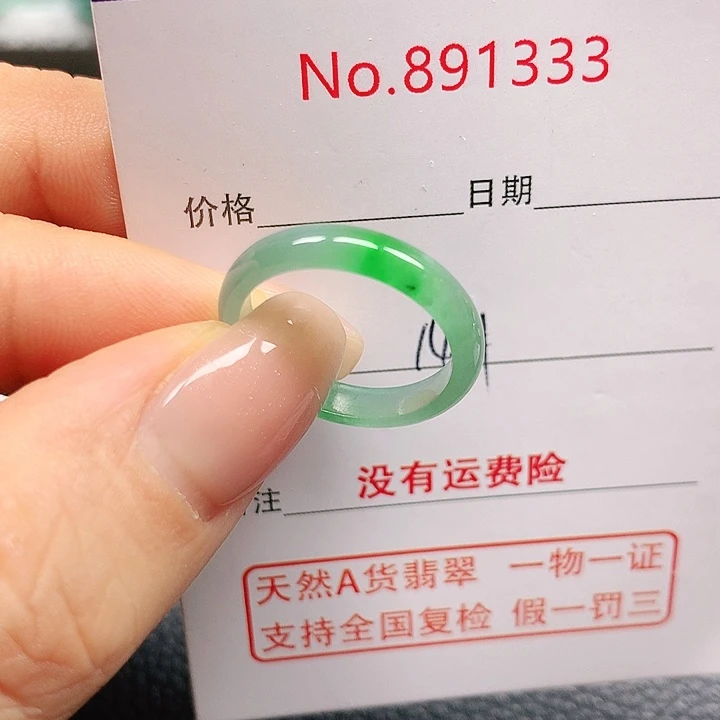 No.891333
价格 日期
没有运费险
注
天然A货翡翠 一物一证
支持全国复检 假一罚三